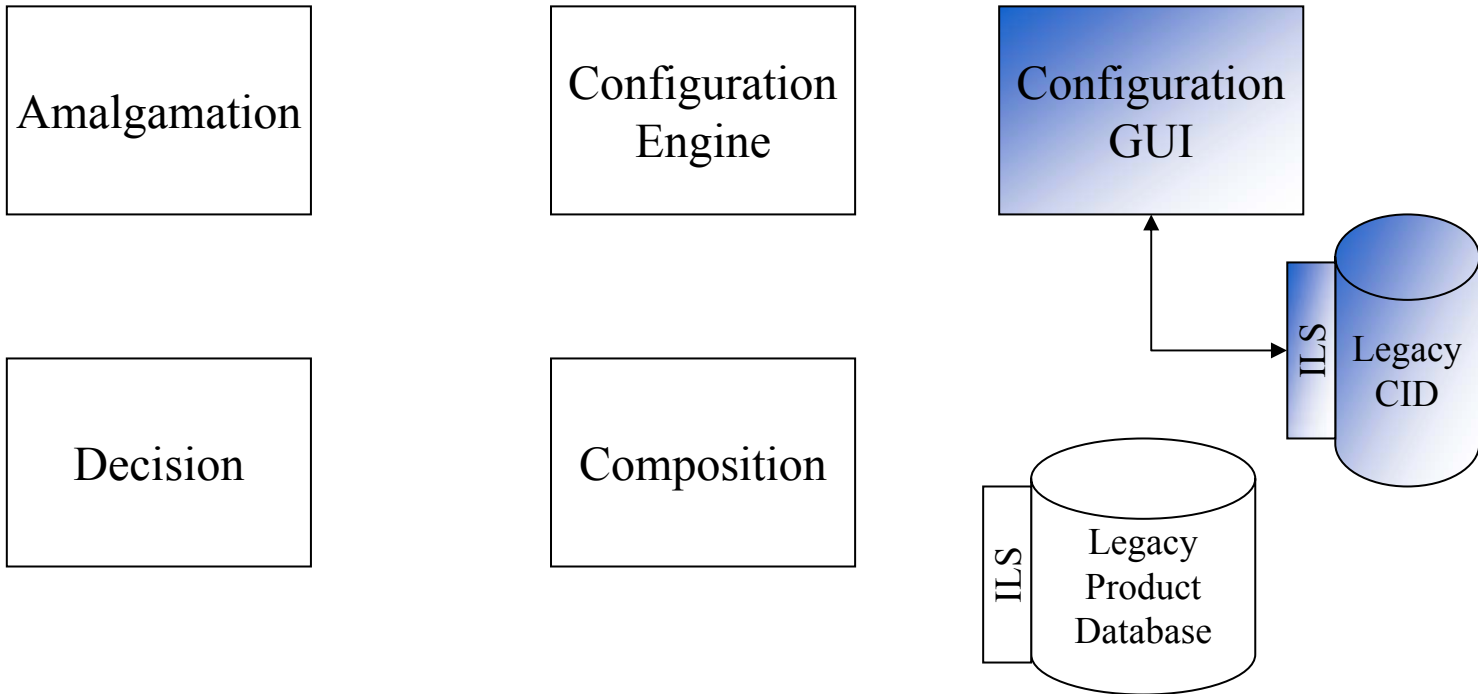 Amalgamation
Configuration
Engine
Configuration
GUI
ILS
Legacy
CID
Decision
Composition
ILS
Legacy
Product
Database